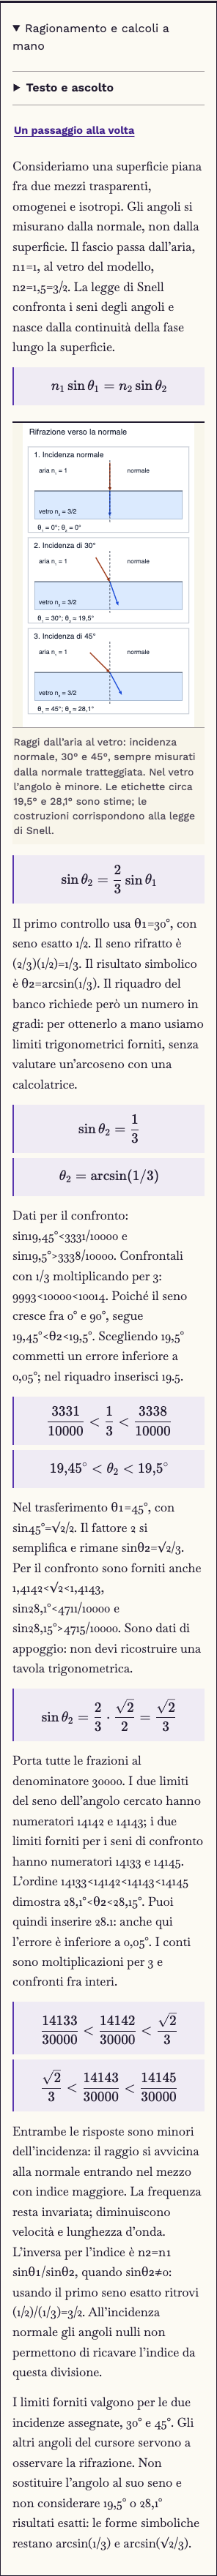 ▼ Ragionamento e calcoli a
mano
▶ Testo e ascolto
Un passaggio alla volta
Consideriamo una superficie piana
fra due mezzi trasparenti,
omogenei e isotropi. Gli angoli si
misurano dalla normale, non dalla
superficie. Il fascio passa dall’aria,
n1=1, al vetro del modello,
n2=1,5=3/2. La legge di Snell
confronta i seni degli angoli e
nasce dalla continuità della fase
lungo la superficie.
n₁ sin θ₁ = n₂ sin θ₂
Rifrazione verso la normale
1. Incidenza normale
aria n₁ = 1 normale
vetro n₂ = 3/2
θ₁ = 0°; θ₂ = 0°
2. Incidenza di 30°
aria n₁ = 1 normale
vetro n₂ = 3/2
θ₁ = 30°; θ₂ ≈ 19,5°
3. Incidenza di 45°
aria n₁ = 1 normale
vetro n₂ = 3/2
θ₁ = 45°; θ₂ ≈ 28,1°
Raggi dall’aria al vetro: incidenza
normale, 30° e 45°, sempre misurati
dalla normale tratteggiata. Nel vetro
l’angolo è minore. Le etichette circa
19,5° e 28,1° sono stime; le
costruzioni corrispondono alla legge
di Snell.
sin θ₂ = 2/3 sin θ₁
Il primo controllo usa θ1=30°, con
seno esatto 1/2. Il seno rifratto è
(2/3)(1/2)=1/3. Il risultato simbolico
è θ2=arcsin(1/3). Il riquadro del
banco richiede però un numero in
gradi: per ottenerlo a mano usiamo
limiti trigonometrici forniti, senza
valutare un’arcoseno con una
calcolatrice.
sin θ₂ = 1/3
θ₂ = arcsin(1/3)
Dati per il confronto:
sin19,45°<3331/10000 e
sin19,5°>3338/10000. Confrontali
con 1/3 moltiplicando per 3:
9993<10000<10014. Poiché il seno
cresce fra 0° e 90°, segue
19,45°<θ2<19,5°. Scegliendo 19,5°
commetti un errore inferiore a
0,05°; nel riquadro inserisci 19.5.
3331/10000 < 1/3 < 3338/10000
19,45° < θ₂ < 19,5°
Nel trasferimento θ1=45°, con
sin45°=√2/2. Il fattore 2 si
semplifica e rimane sinθ2=√2/3.
Per il confronto sono forniti anche
1,4142<√2<1,4143,
sin28,1°<4711/10000 e
sin28,15°>4715/10000. Sono dati di
appoggio: non devi ricostruire una
tavola trigonometrica.
sin θ₂ = 2/3 · √2/2 = √2/3
Porta tutte le frazioni al
denominatore 30000. I due limiti
del seno dell’angolo cercato hanno
numeratori 14142 e 14143; i due
limiti forniti per i seni di confronto
hanno numeratori 14133 e 14145.
L’ordine 14133<14142<14143<14145
dimostra 28,1°<θ2<28,15°. Puoi
quindi inserire 28.1: anche qui
l’errore è inferiore a 0,05°. I conti
sono moltiplicazioni per 3 e
confronti fra interi.
14133/30000 < 14142/30000 < √2/3
√2/3 < 14143/30000 < 14145/30000
Entrambe le risposte sono minori
dell’incidenza: il raggio si avvicina
alla normale entrando nel mezzo
con indice maggiore. La frequenza
resta invariata; diminuiscono
velocità e lunghezza d’onda.
L’inversa per l’indice è n2=n1
sinθ1/sinθ2, quando sinθ2≠0:
usando il primo seno esatto ritrovi
(1/2)/(1/3)=3/2. All’incidenza
normale gli angoli nulli non
permettono di ricavare l’indice da
questa divisione.
I limiti forniti valgono per le due
incidenze assegnate, 30° e 45°. Gli
altri angoli del cursore servono a
osservare la rifrazione. Non
sostituire l’angolo al suo seno e
non considerare 19,5° o 28,1°
risultati esatti: le forme simboliche
restano arcsin(1/3) e arcsin(√2/3).